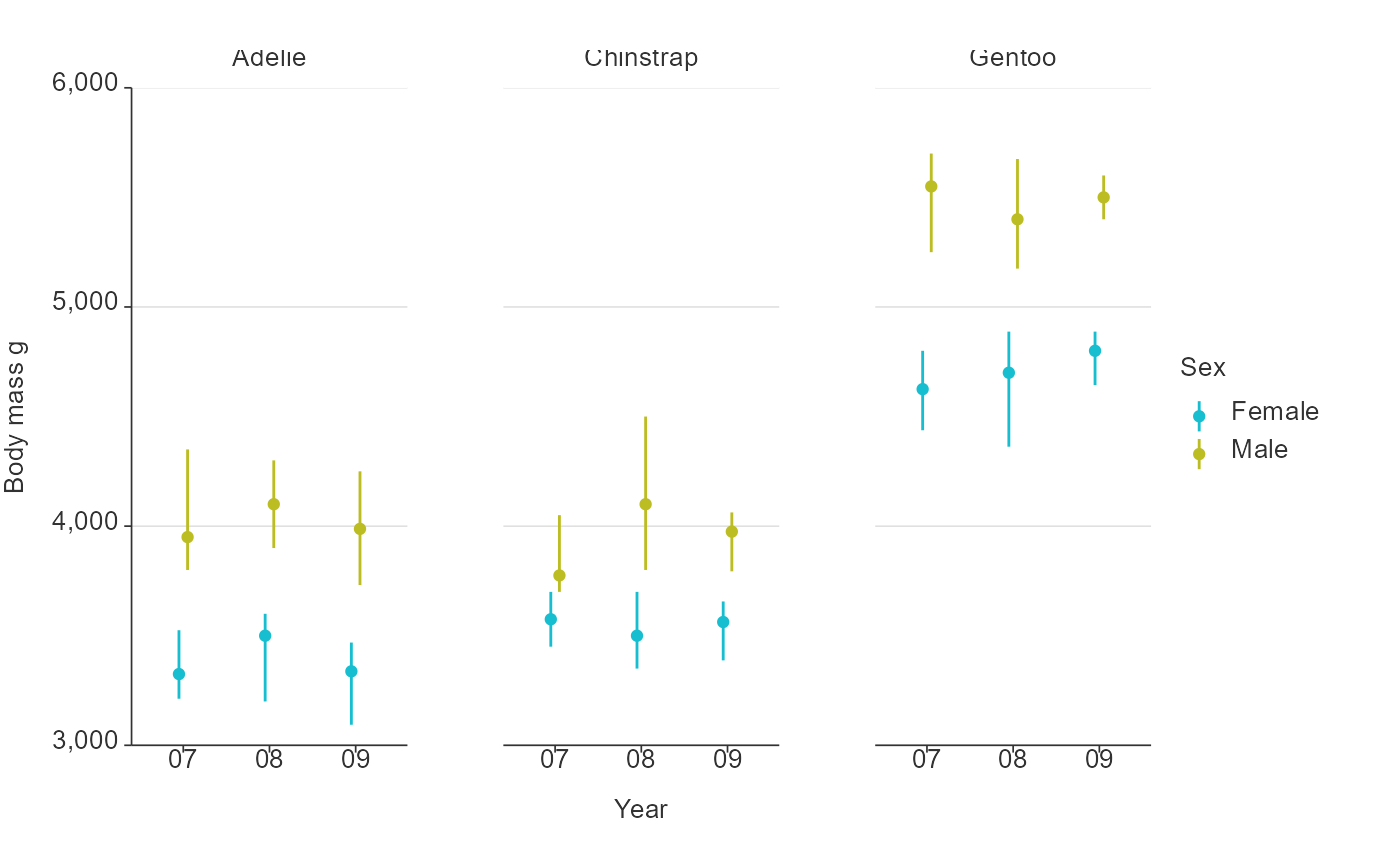 Adelie
Chinstrap
Gentoo
6,000
5,000
4,000
3,000
Body mass g
07 08 09
07 08 09
07 08 09
Year
Sex
Female
Male